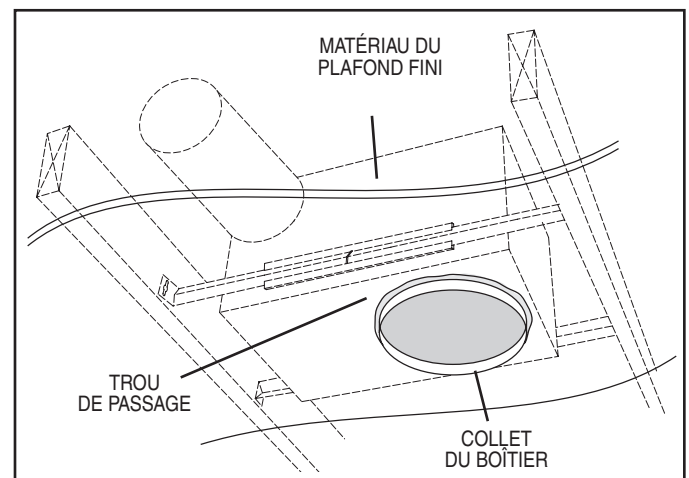 MATÉRIAU DU
PLAFOND FINI
TROU
DE PASSAGE
COLLET
DU BOÎTIER